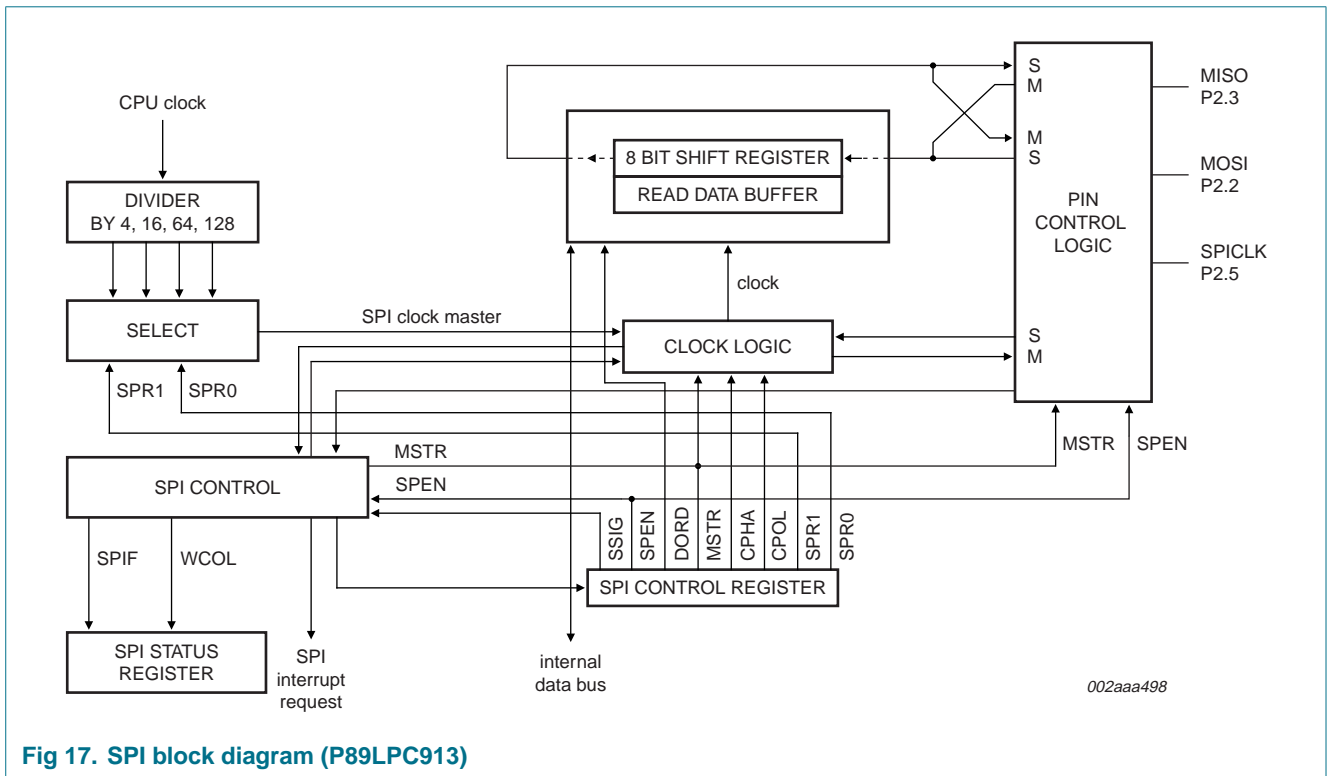 CPU clock
DIVIDER
BY 4, 16, 64, 128
SELECT
SPR1
SPR0
SPI clock master
8 BIT SHIFT REGISTER
READ DATA BUFFER
clock
CLOCK LOGIC
S
M
M
S
PIN
CONTROL
LOGIC
S
M
MISO
P2.3
MOSI
P2.2
SPICLK
P2.5
MSTR
SPEN
SPI CONTROL
MSTR
SPEN
SPIF
WCOL
SSIG
SPEN
DORD
MSTR
CPHA
CPOL
SPR1
SPR0
SPI CONTROL REGISTER
SPI STATUS
REGISTER
SPI
interrupt
request
internal
data bus
002aaa498
Fig 17. SPI block diagram (P89LPC913)